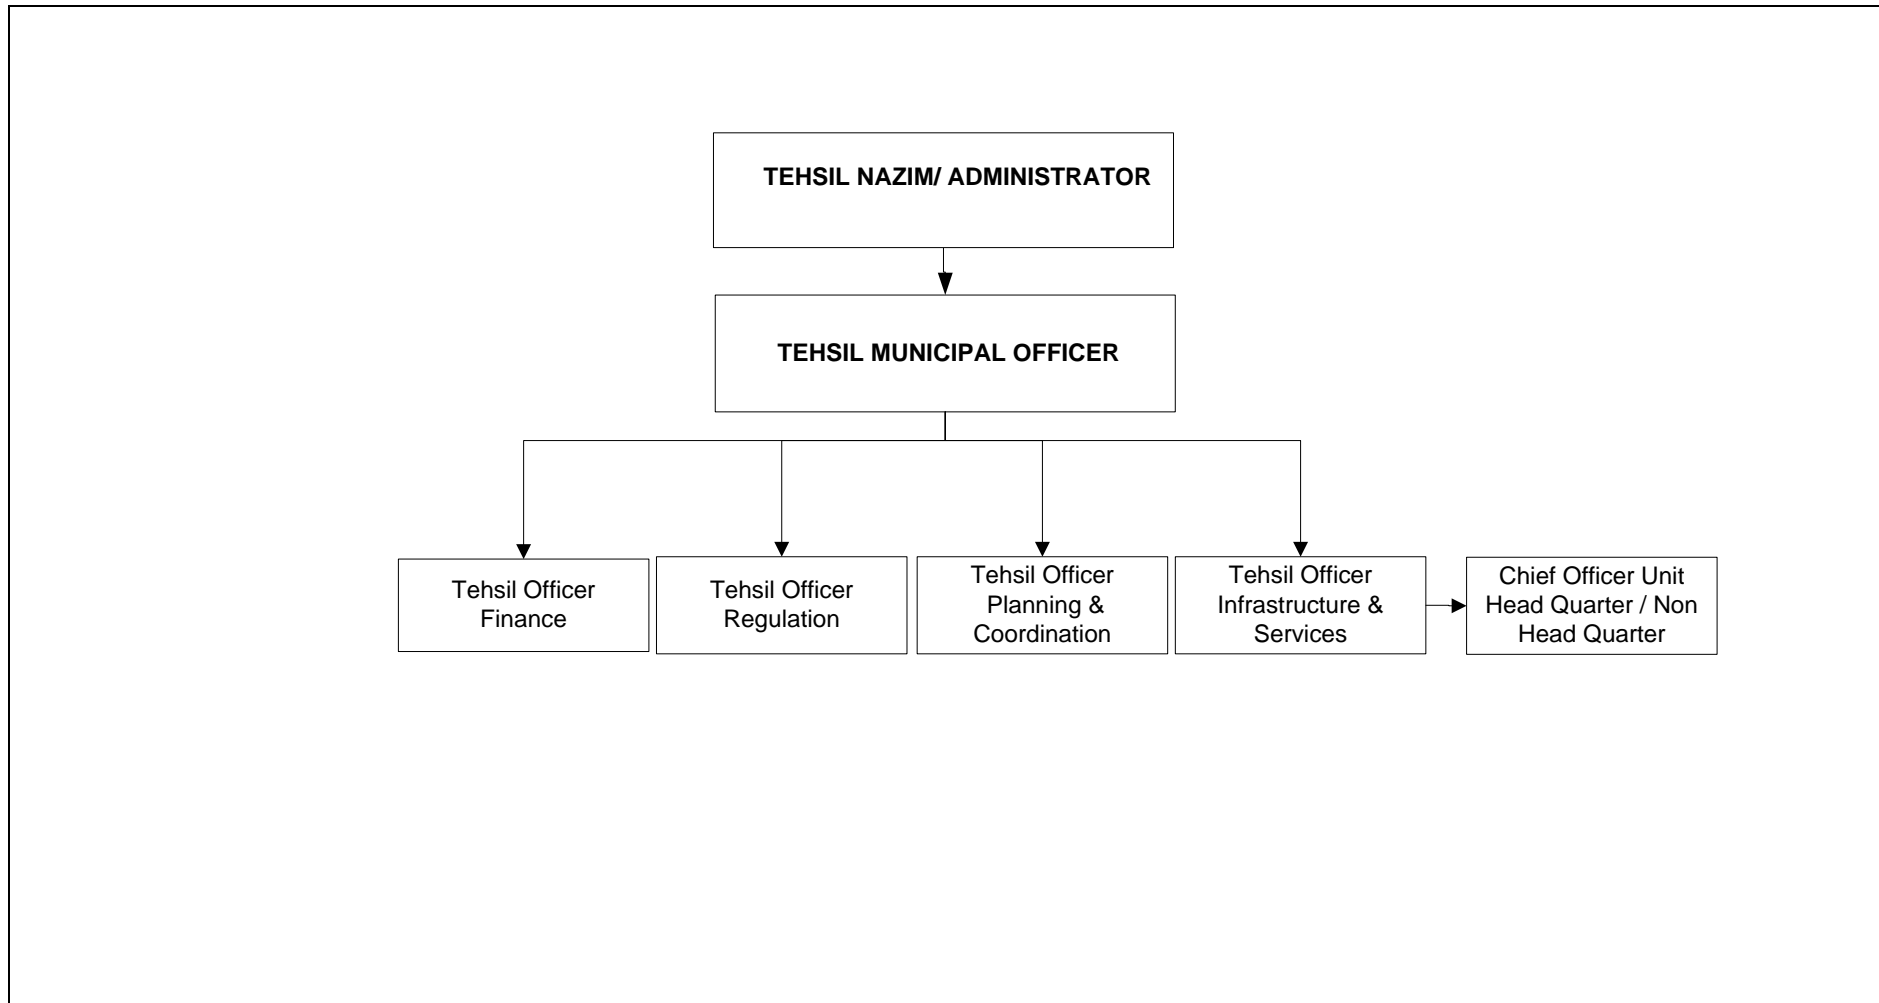 TEHSIL NAZIM/ ADMINISTRATOR
TEHSIL MUNICIPAL OFFICER
Tehsil Officer
Finance
Tehsil Officer
Regulation
Tehsil Officer
Planning &
Coordination
Tehsil Officer
Infrastructure &
Services
Chief Officer Unit
Head Quarter / Non
Head Quarter